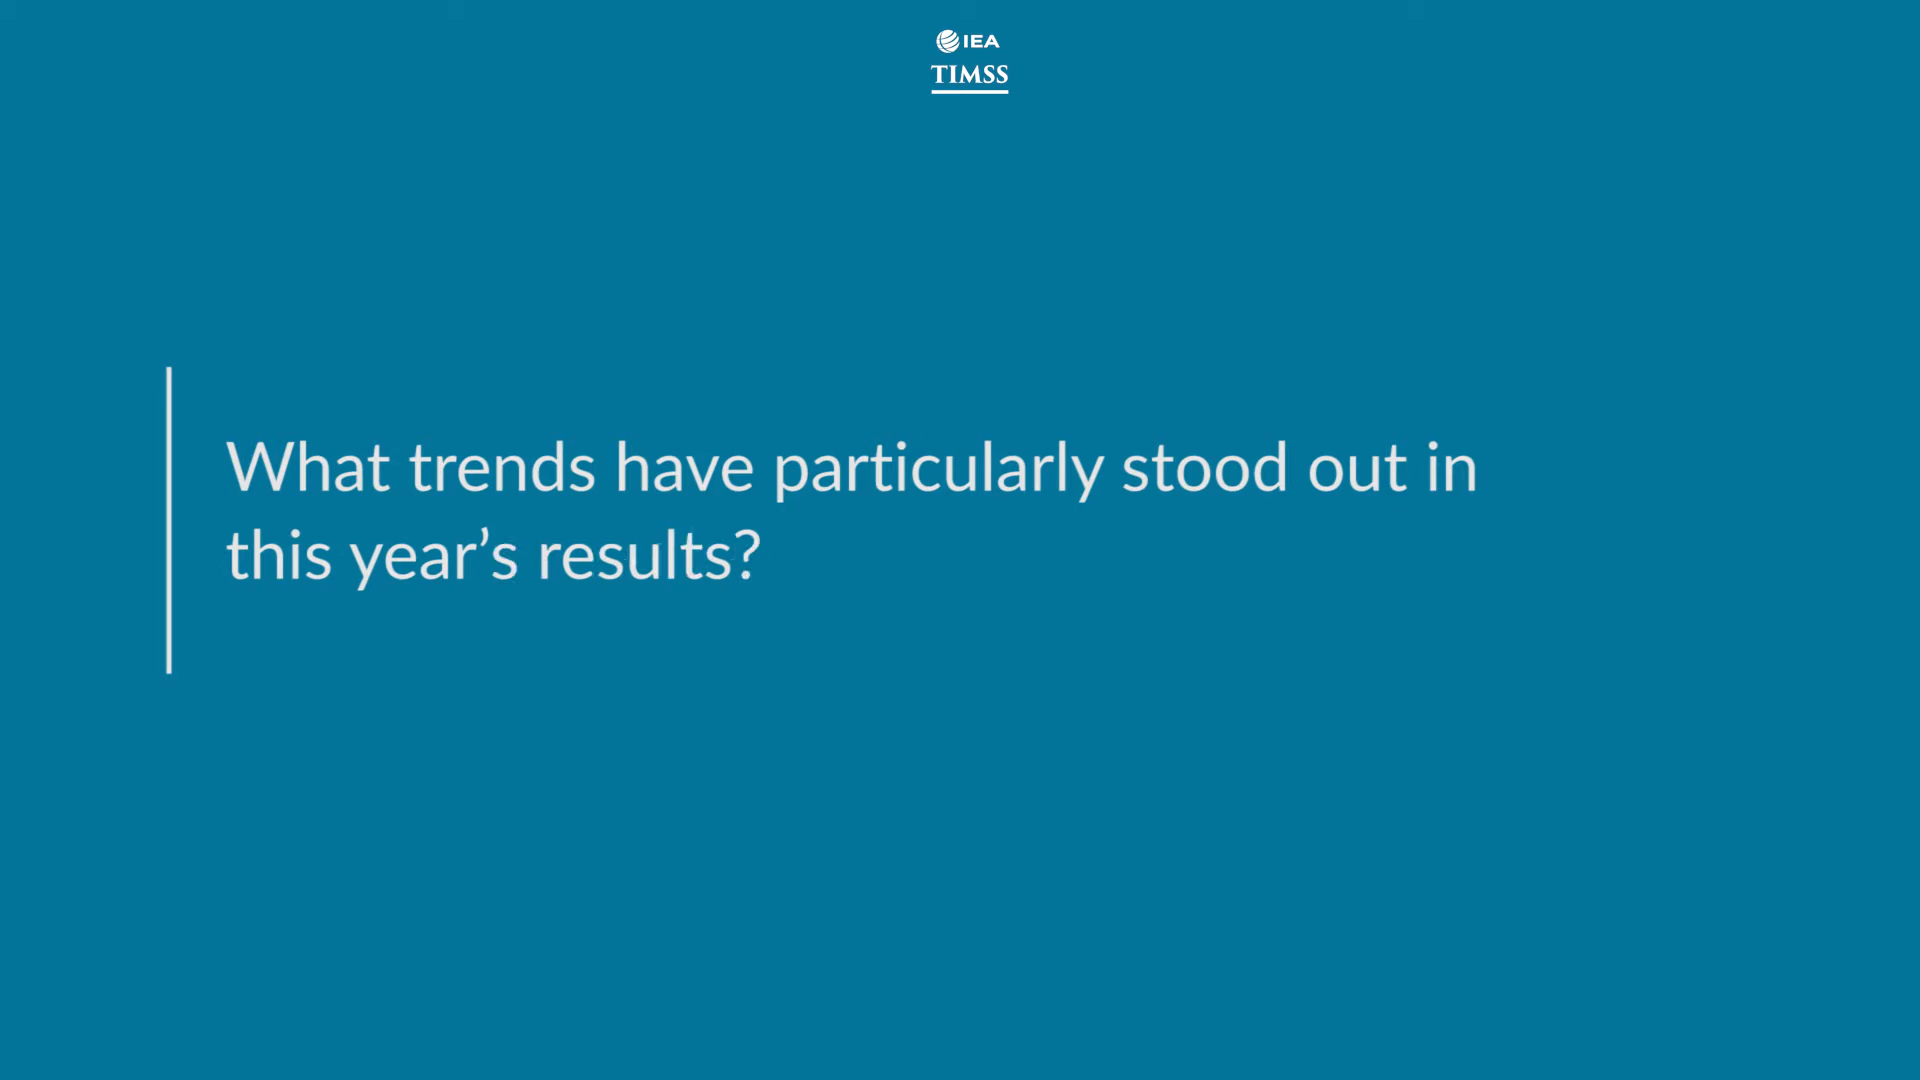 IEA
TIMSS
What trends have particularly stood out in
this year’s results?